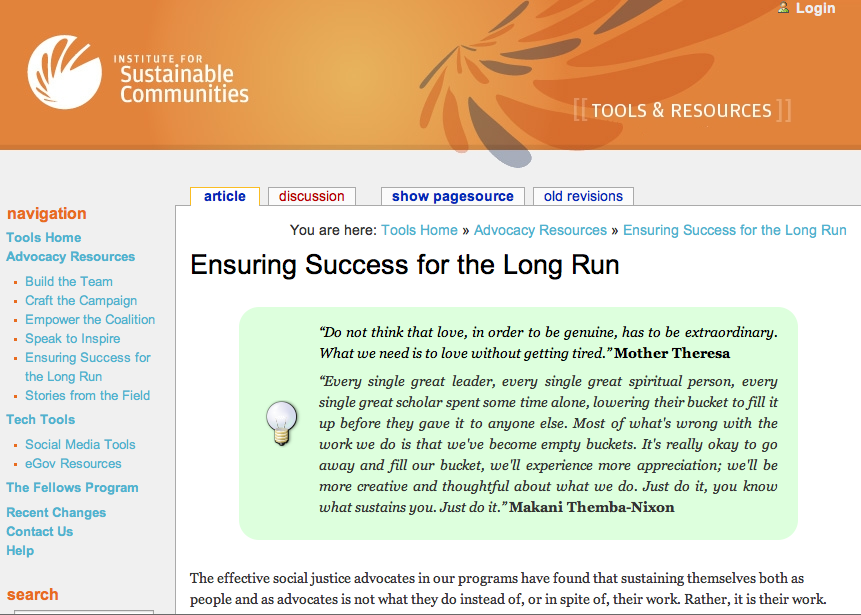 Login
INSTITUTE FOR
Sustainable
Communities
[[ TOOLS & RESOURCES ]]
article discussion show pagesource old revisions
navigation
Tools Home
Advocacy Resources
Build the Team
Craft the Campaign
Empower the Coalition
Speak to Inspire
Ensuring Success for
the Long Run
Stories from the Field
Tech Tools
Social Media Tools
eGov Resources
The Fellows Program
Recent Changes
Contact Us
Help
search
You are here: Tools Home » Advocacy Resources » Ensuring Success for the Long Run
Ensuring Success for the Long Run
“Do not think that love, in order to be genuine, has to be extraordinary.
What we need is to love without getting tired.” Mother Theresa
“Every single great leader, every single great spiritual person, every
single great scholar spent some time alone, lowering their bucket to fill it
up before they gave it to anyone else. Most of what's wrong with the
work we do is that we've become empty buckets. It's really okay to go
away and fill our bucket, we'll experience more appreciation; we'll be
more creative and thoughtful about what we do. Just do it, you know
what sustains you. Just do it.” Makani Themba-Nixon
The effective social justice advocates in our programs have found that sustaining themselves both as
people and as advocates is not what they do instead of, or in spite of, their work. Rather, it is their work.